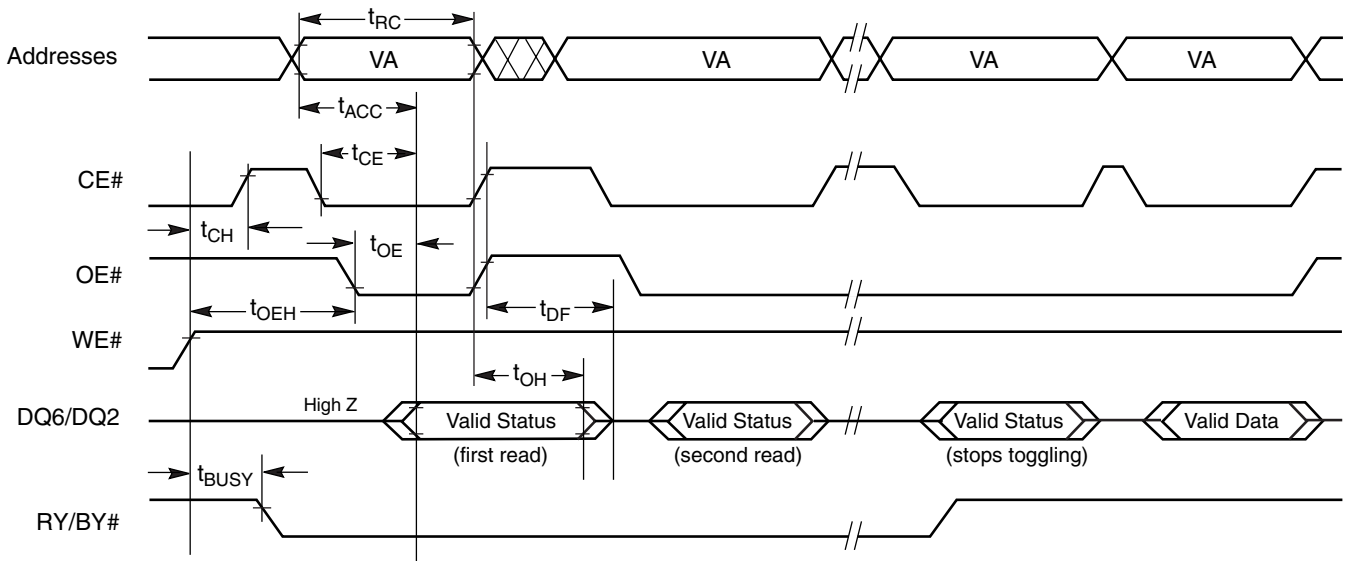 tRC
Addresses VA VA VA VA
tACC
tCE
CE#
tCH tOE
OE#
tOEH tDF
WE#
tOH
DQ6/DQ2 High Z Valid Status Valid Status Valid Status Valid Data
(first read) (second read) (stops toggling)
tBUSY
RY/BY#